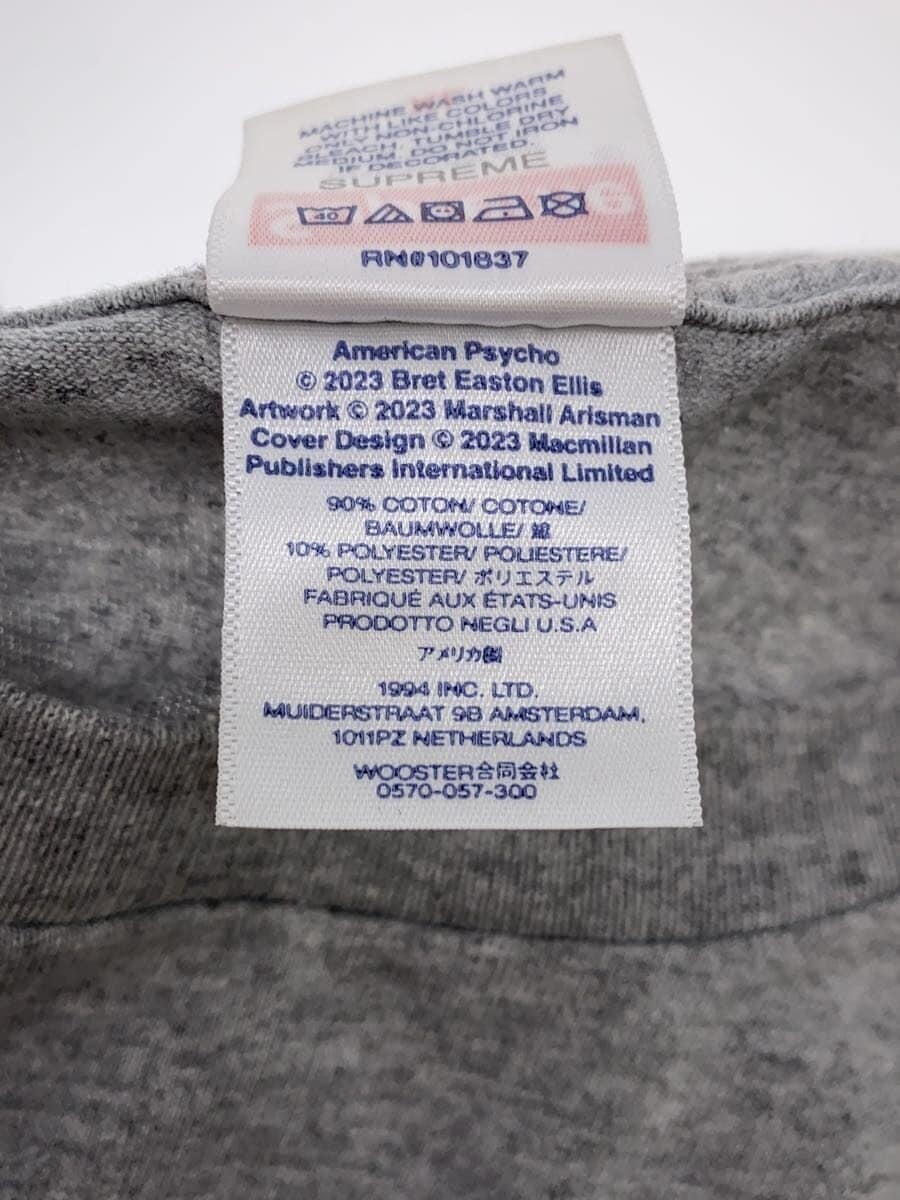 MACHINE WASH WARM
WITH LIKE COLORS
ONLY NON-CHLORINE
BLEACH. TUMBLE DRY
MEDIUM. DO NOT IRON
IF DECORATED.
SUPREME
40
RN#101837
American Psycho
© 2023 Bret Easton Ellis
Artwork © 2023 Marshall Arisman
Cover Design © 2023 Macmillan
Publishers International Limited
90% COTON/ COTONE/
BAUMWOLLE/ 綿
10% POLYESTER/ POLIESTERE/
POLYESTER/ ポリエステル
FABRIQUÉ AUX ÉTATS-UNIS
PRODOTTO NEGLI U.S.A
アメリカ製
1994 INC. LTD.
MUIDERSTRAAT 9B AMSTERDAM,
1011PZ NETHERLANDS
WOOSTER合同会社
0570-057-300